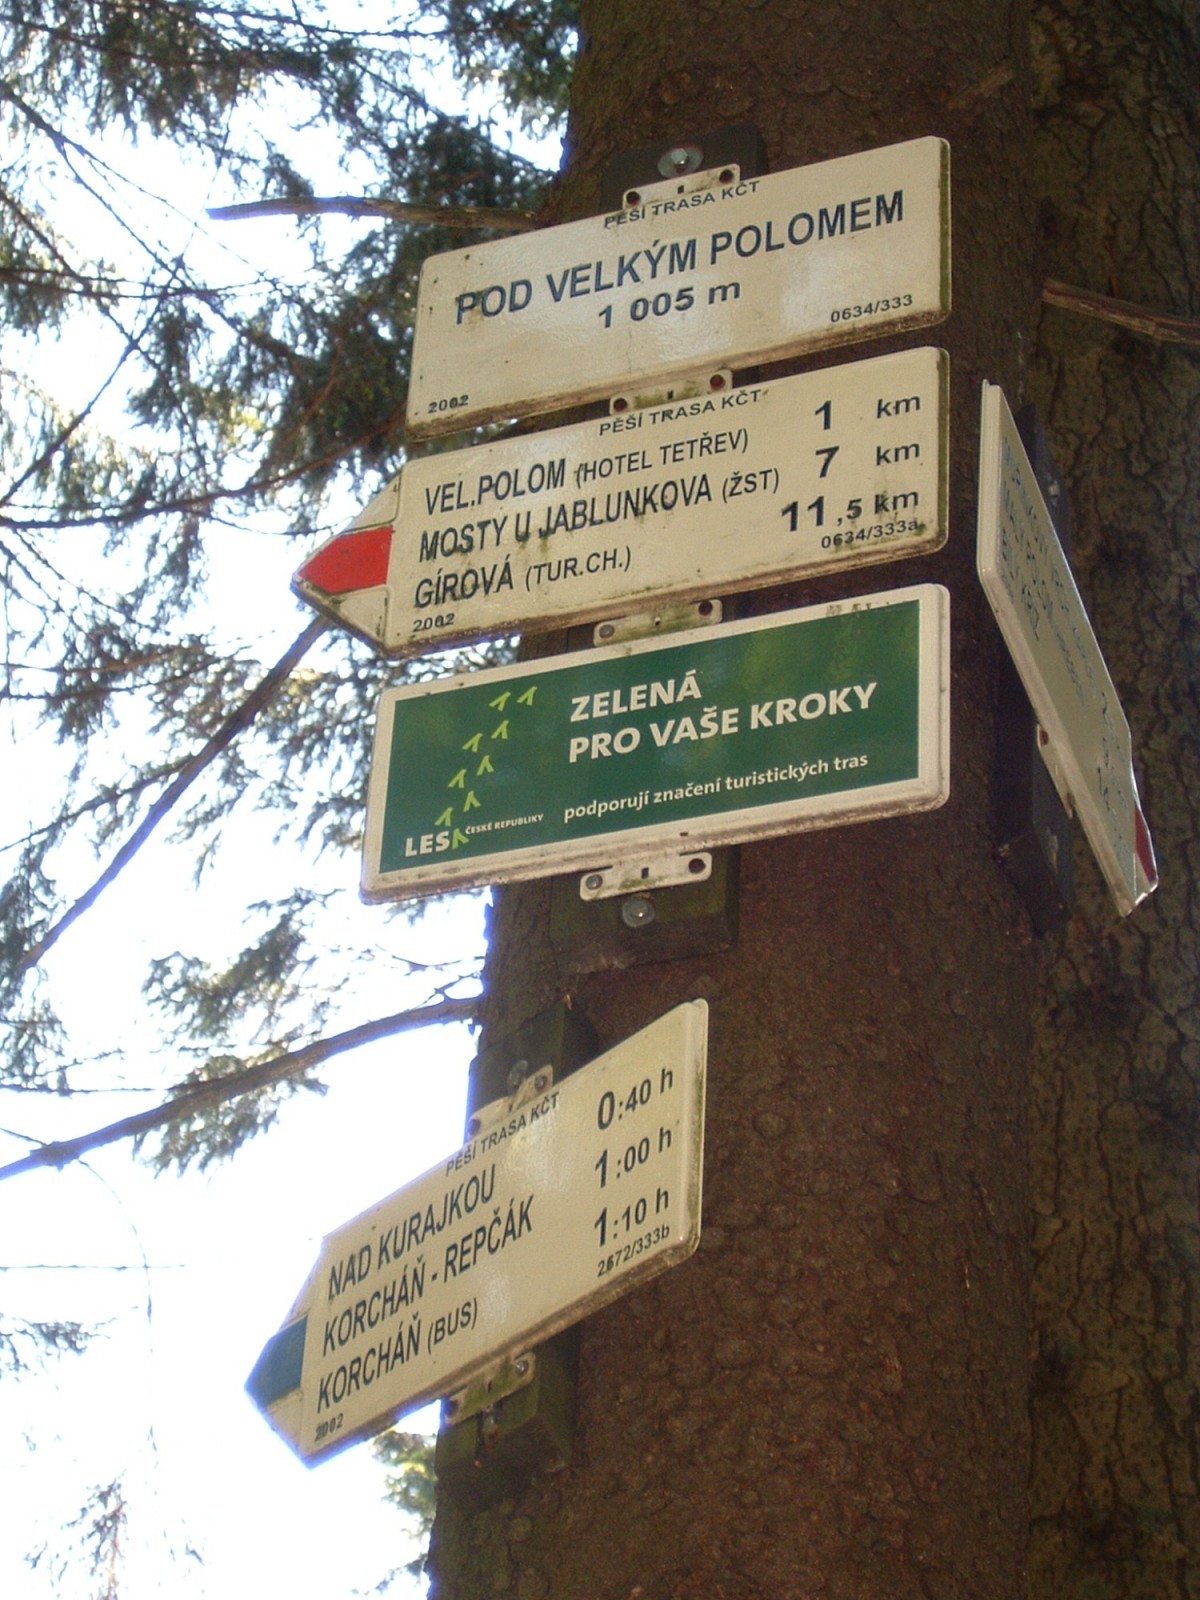 PĚŠÍ TRASA KČT
POD VELKÝM POLOMEM
1 005 m
0634/333
2002
PĚŠÍ TRASA KČT
VEL.POLOM (HOTEL TETŘEV) 1 km
MOSTY U JABLUNKOVA (ŽST) 7 km
GÍROVÁ (TUR.CH.) 11,5 km
0634/333a
2002
ZELENÁ
PRO VAŠE KROKY
LESY ČESKÉ REPUBLIKY
podporují značení turistických tras
PĚŠÍ TRASA KČT
NAD KURAJKOU 0:40 h
KORCHÁŇ - REPČÁK 1:00 h
KORCHÁŇ (BUS) 1:10 h
2672/333b
2002